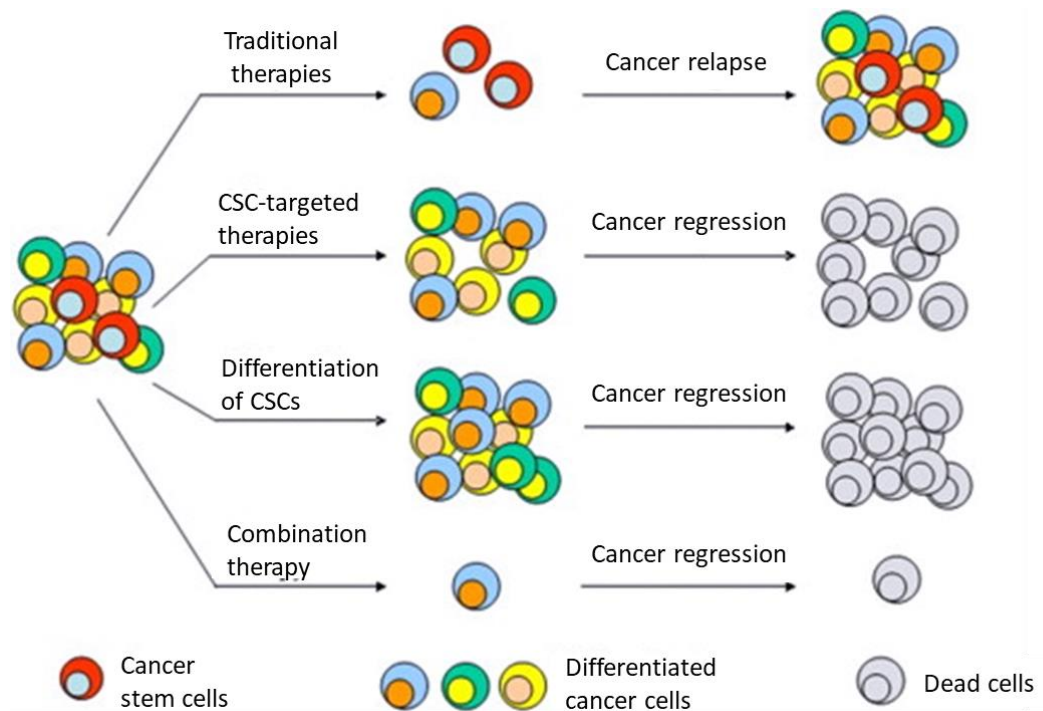 Traditional
therapies
Cancer relapse
CSC-targeted
therapies
Cancer regression
Differentiation
of CSCs
Cancer regression
Combination
therapy
Cancer regression
Cancer
stem cells
Differentiated
cancer cells
Dead cells